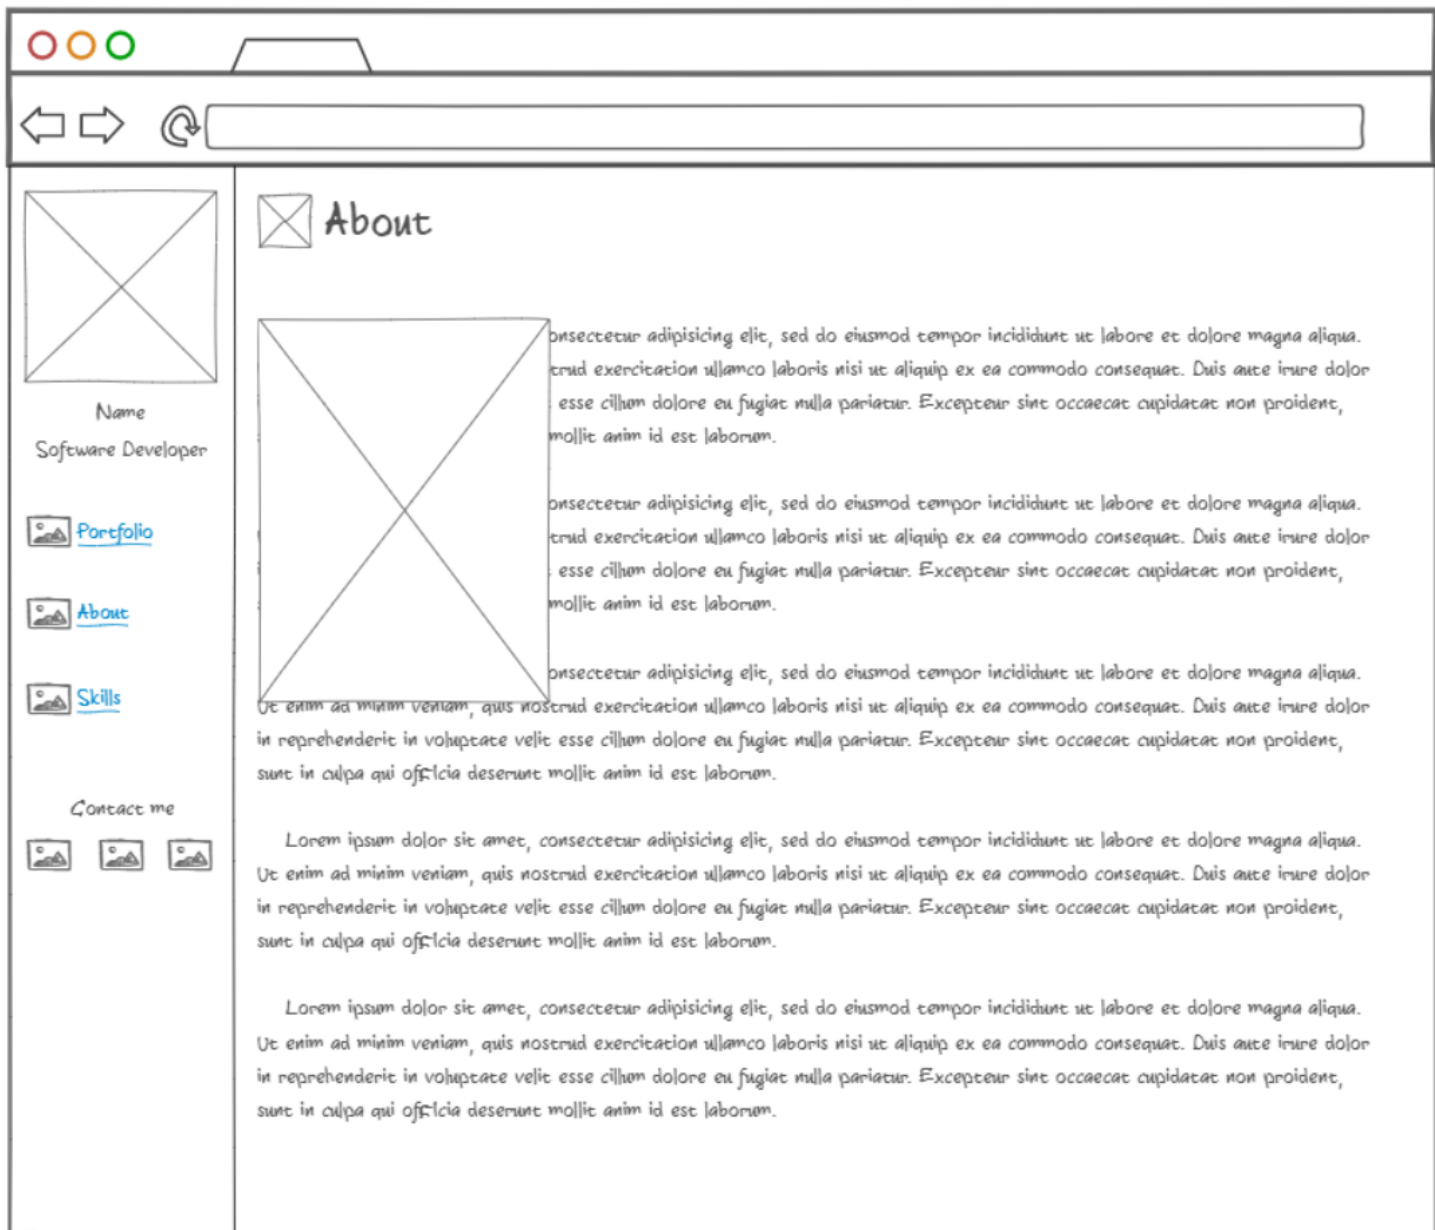 About
Name
Software Developer
Portfolio
About
Skills
Contact me
onsectetur adipisicing elit, sed do eiusmod tempor incididunt ut labore et dolore magna aliqua.
trud exercitation ullamco laboris nisi ut aliquip ex ea commodo consequat. Duis aute irure dolor
esse cillum dolore eu fugiat nulla pariatur. Excepteur sint occaecat cupidatat non proident,
mollit anim id est laborum.
onsectetur adipisicing elit, sed do eiusmod tempor incididunt ut labore et dolore magna aliqua.
trud exercitation ullamco laboris nisi ut aliquip ex ea commodo consequat. Duis aute irure dolor
esse cillum dolore eu fugiat nulla pariatur. Excepteur sint occaecat cupidatat non proident,
mollit anim id est laborum.
onsectetur adipisicing elit, sed do eiusmod tempor incididunt ut labore et dolore magna aliqua.
Ut enim ad minim veniam, quis nostrud exercitation ullamco laboris nisi ut aliquip ex ea commodo consequat. Duis aute irure dolor
in reprehenderit in voluptate velit esse cillum dolore eu fugiat nulla pariatur. Excepteur sint occaecat cupidatat non proident,
sunt in culpa qui officia deserunt mollit anim id est laborum.
Lorem ipsum dolor sit amet, consectetur adipisicing elit, sed do eiusmod tempor incididunt ut labore et dolore magna aliqua.
Ut enim ad minim veniam, quis nostrud exercitation ullamco laboris nisi ut aliquip ex ea commodo consequat. Duis aute irure dolor
in reprehenderit in voluptate velit esse cillum dolore eu fugiat nulla pariatur. Excepteur sint occaecat cupidatat non proident,
sunt in culpa qui officia deserunt mollit anim id est laborum.
Lorem ipsum dolor sit amet, consectetur adipisicing elit, sed do eiusmod tempor incididunt ut labore et dolore magna aliqua.
Ut enim ad minim veniam, quis nostrud exercitation ullamco laboris nisi ut aliquip ex ea commodo consequat. Duis aute irure dolor
in reprehenderit in voluptate velit esse cillum dolore eu fugiat nulla pariatur. Excepteur sint occaecat cupidatat non proident,
sunt in culpa qui officia deserunt mollit anim id est laborum.